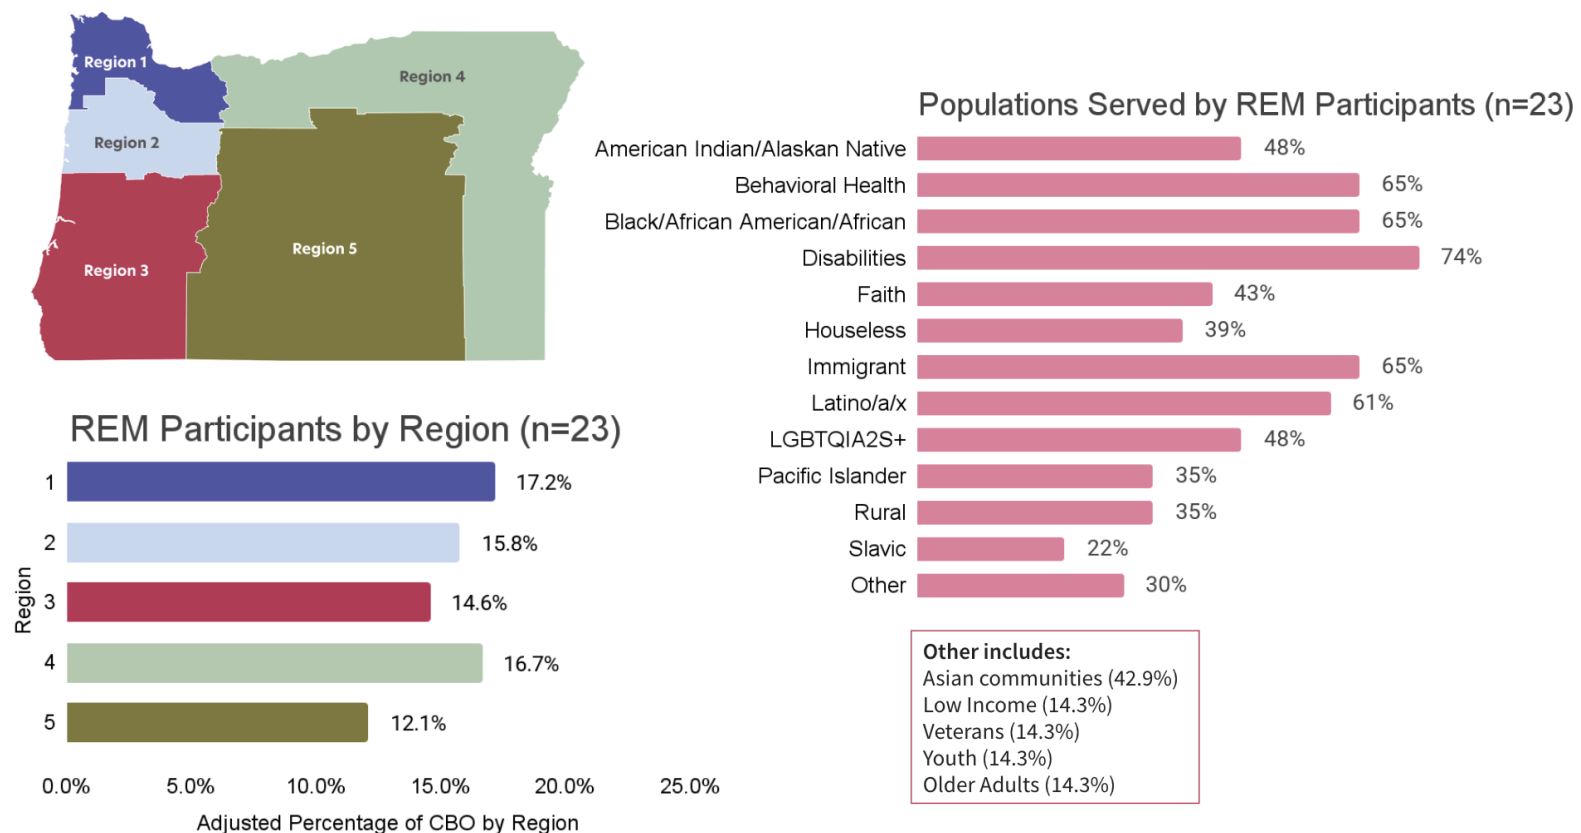 Region 1
Region 2
Region 3
Region 4
Region 5
REM Participants by Region (n=23)
Region
1
17.2%
2
15.8%
3
14.6%
4
16.7%
5
12.1%
0.0% 5.0% 10.0% 15.0% 20.0% 25.0%
Adjusted Percentage of CBO by Region
Populations Served by REM Participants (n=23)
American Indian/Alaskan Native 48%
Behavioral Health 65%
Black/African American/African 65%
Disabilities 74%
Faith 43%
Houseless 39%
Immigrant 65%
Latino/a/x 61%
LGBTQIA2S+ 48%
Pacific Islander 35%
Rural 35%
Slavic 22%
Other 30%
Other includes:
Asian communities (42.9%)
Low Income (14.3%)
Veterans (14.3%)
Youth (14.3%)
Older Adults (14.3%)